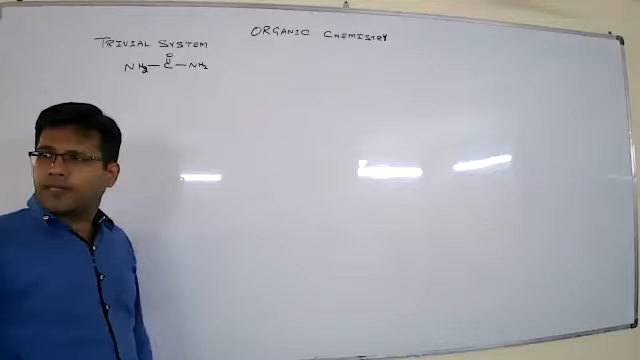 ORGANIC CHEMISTRY
TRIVIAL SYSTEM
O
NH₂—C—NH₂